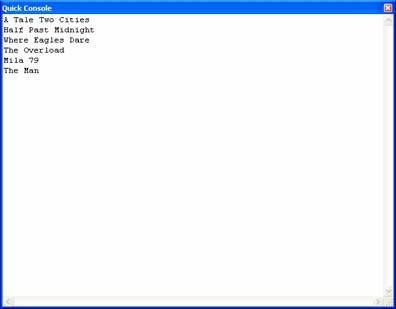 Quick Console
A Tale Two Cities
Half Past Midnight
Where Eagles Dare
The Overload
Mila 79
The Man